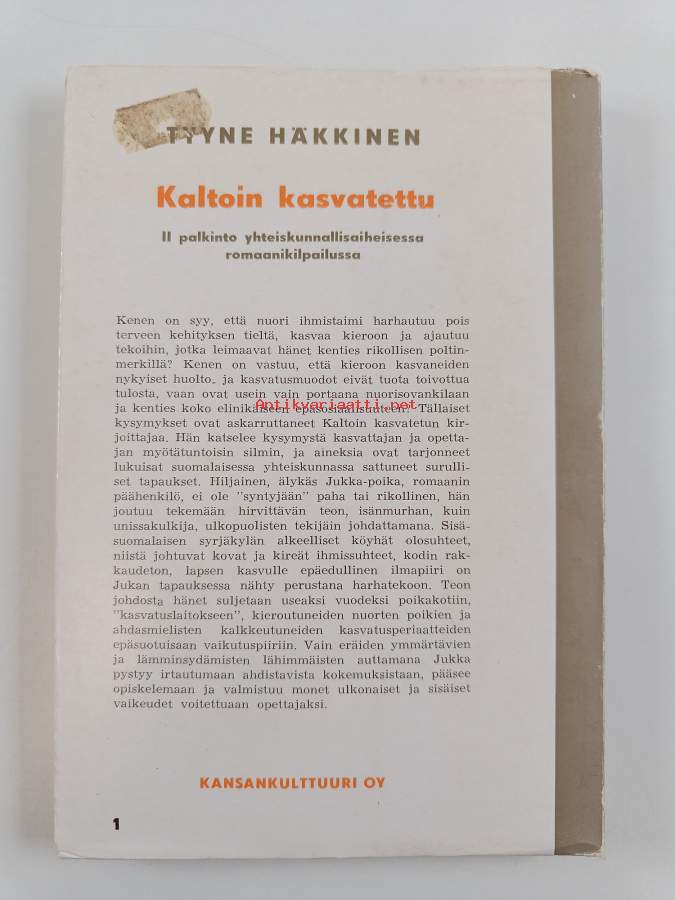 TYYNE HÄKKINEN
Kaltoin kasvatettu
II palkinto yhteiskunnallisaiheisessa
romaanikilpailussa
Kenen on syy, että nuori ihmistaimi harhautuu pois
terveen kehityksen tieltä, kasvaa kieroon ja ajautuu
tekoihin, jotka leimaavat hänet kenties rikollisen poltin-
merkillä? Kenen on vastuu, että kieroon kasvaneiden
nykyiset huolto- ja kasvatusmuodot eivät tuota toivottua
tulosta, vaan ovat usein vain portaana nuorisovankilaan
Antikvariaatti.net
ja kenties koko elinikäiseen epäsosiaalisuuteen? Tällaiset
kysymykset ovat askarruttaneet Kaltoin kasvatetun kir-
joittajaa. Hän katselee kysymystä kasvattajan ja opetta-
jan myötätuntoisin silmin, ja aineksia ovat tarjonneet
lukuisat suomalaisessa yhteiskunnassa sattuneet surulli-
set tapaukset. Hiljainen, älykäs Jukka-poika, romaanin
päähenkilö, ei ole "syntyjään" paha tai rikollinen, hän
joutuu tekemään hirvittävän teon, isänmurhan, kuin
unissakulkija, ulkopuolisten tekijäin johdattamana. Sisä-
suomalaisen syrjäkylän alkeelliset köyhät olosuhteet,
niistä johtuvat kovat ja kireät ihmissuhteet, kodin rak-
kaudeton, lapsen kasvulle epäedullinen ilmapiiri on
Jukan tapauksessa nähty perustana harhatekoon. Teon
johdosta hänet suljetaan useaksi vuodeksi poikakotiin,
"kasvatuslaitokseen", kieroutuneiden nuorten poikien ja
ahdasmielisten kalkkeutuneiden kasvatusperiaatteiden
epäsuotuisaan vaikutuspiiriin. Vain eräiden ymmärtävien
ja lämminsydämisten lähimmäisten auttamana Jukka
pystyy irtautumaan ahdistavista kokemuksistaan, pääsee
opiskelemaan ja valmistuu monet ulkonaiset ja sisäiset
vaikeudet voitettuaan opettajaksi.
KANSANKULTTUURI OY
1